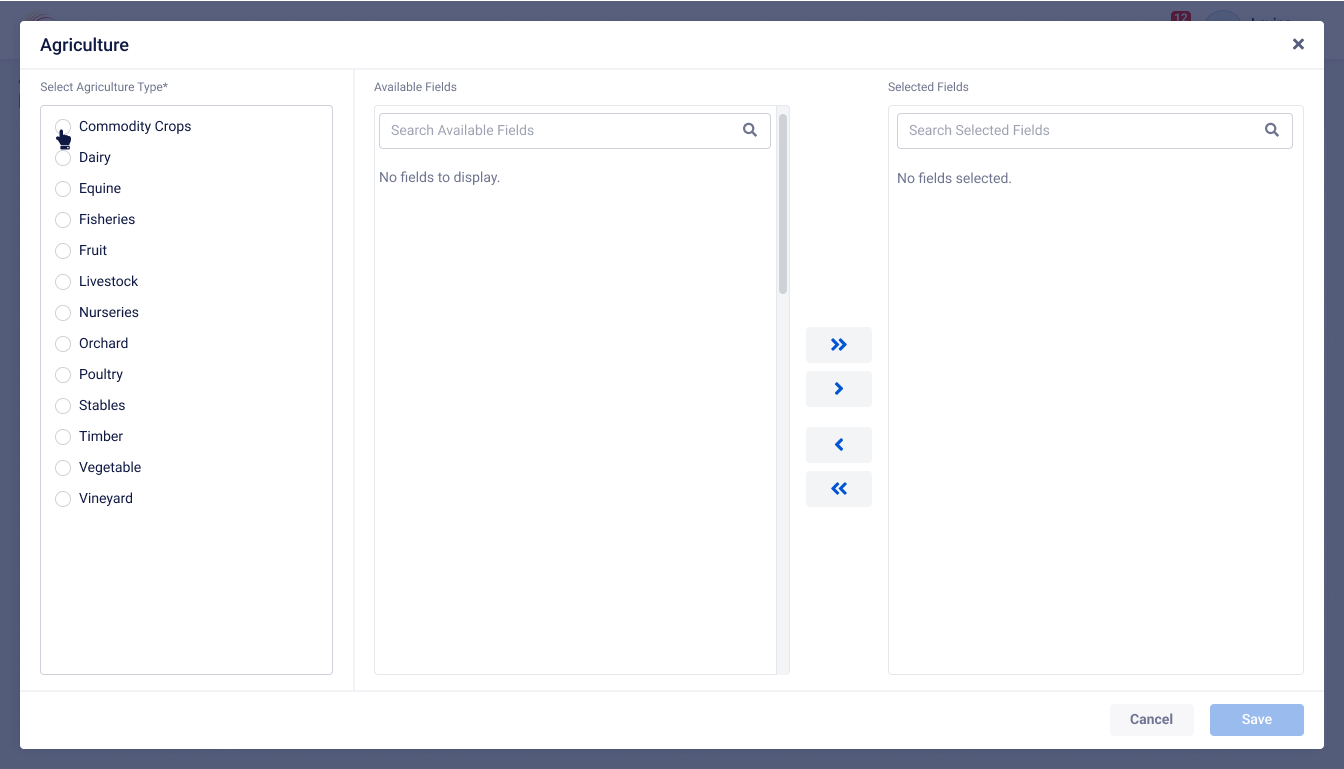 12
Agriculture
Select Agriculture Type*
Commodity Crops
Dairy
Equine
Fisheries
Fruit
Livestock
Nurseries
Orchard
Poultry
Stables
Timber
Vegetable
Vineyard
Available Fields
Search Available Fields
No fields to display.
Selected Fields
Search Selected Fields
No fields selected.
Cancel
Save